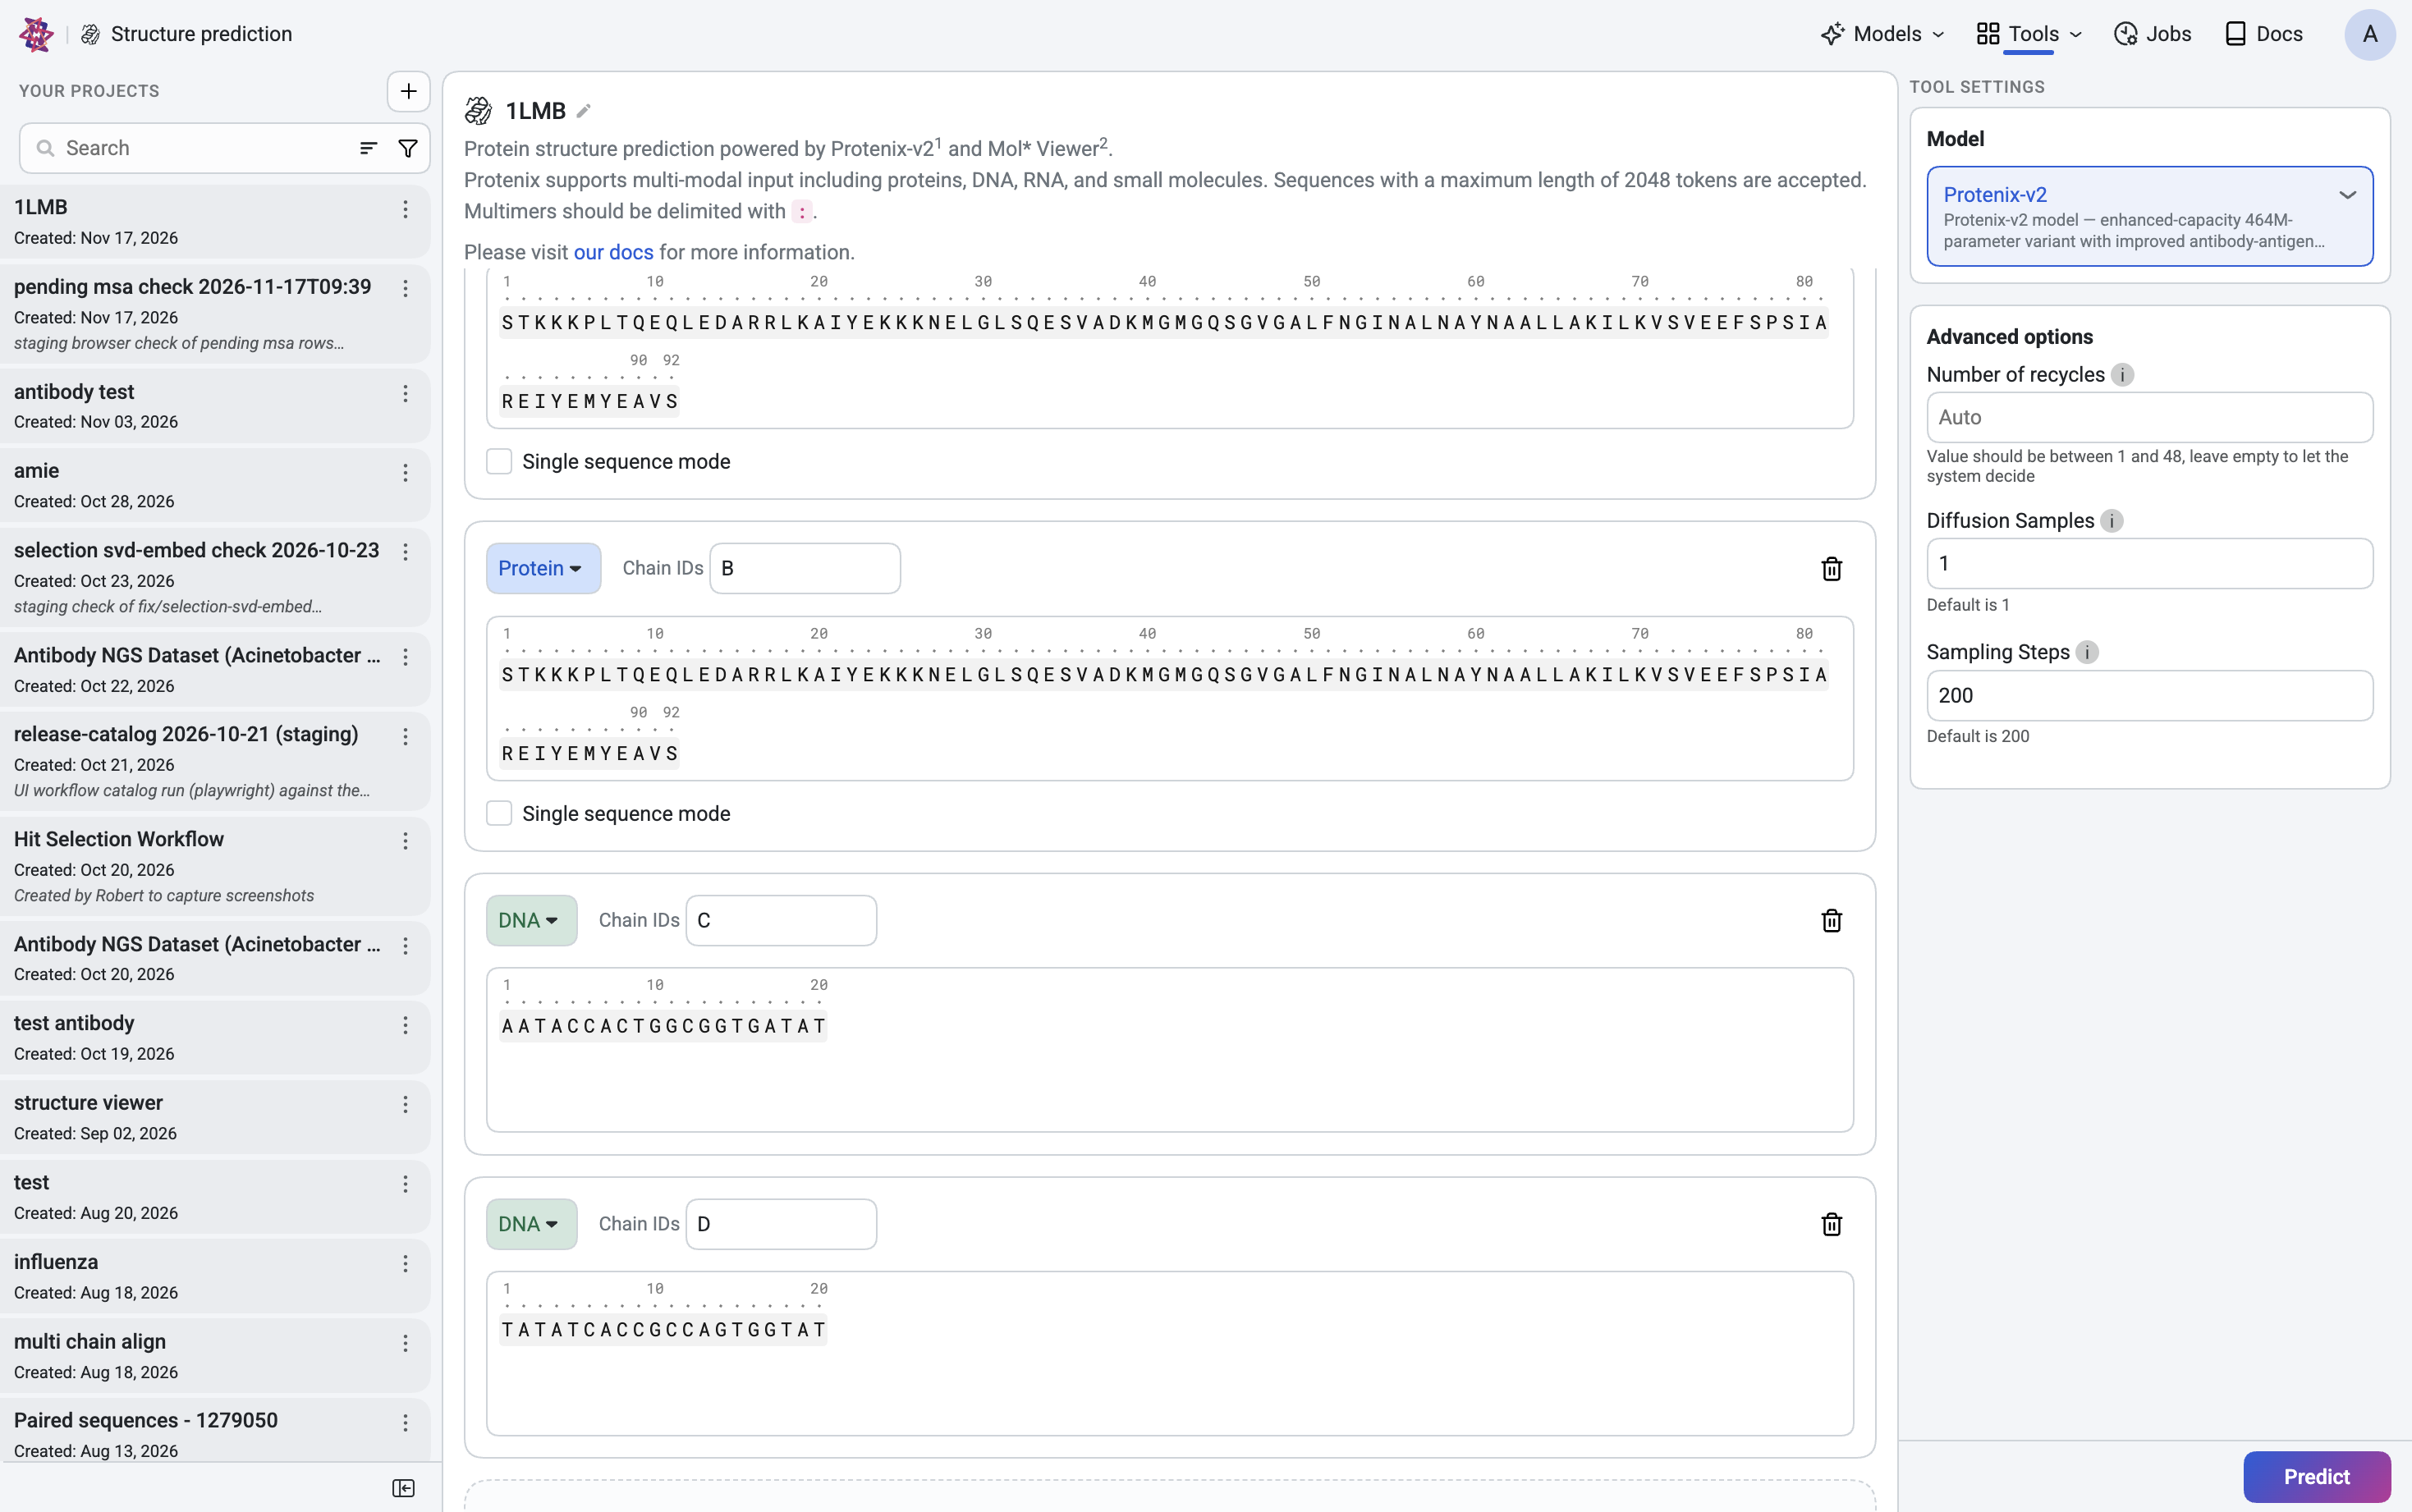 Structure prediction
Models
Tools
Jobs
Docs
A
YOUR PROJECTS
+
Search
1LMB
Created: Nov 17, 2026
pending msa check 2026-11-17T09:39
Created: Nov 17, 2026
staging browser check of pending msa rows...
antibody test
Created: Nov 03, 2026
amie
Created: Oct 28, 2026
selection svd-embed check 2026-10-23
Created: Oct 23, 2026
staging check of fix/selection-svd-embed...
Antibody NGS Dataset (Acinetobacter ...
Created: Oct 22, 2026
release-catalog 2026-10-21 (staging)
Created: Oct 21, 2026
UI workflow catalog run (playwright) against the...
Hit Selection Workflow
Created: Oct 20, 2026
Created by Robert to capture screenshots
Antibody NGS Dataset (Acinetobacter ...
Created: Oct 20, 2026
test antibody
Created: Oct 19, 2026
structure viewer
Created: Sep 02, 2026
test
Created: Aug 20, 2026
influenza
Created: Aug 18, 2026
multi chain align
Created: Aug 18, 2026
Paired sequences - 1279050
Created: Aug 13, 2026
1LMB
Protein structure prediction powered by Protenix-v2¹ and Mol* Viewer².
Protenix supports multi-modal input including proteins, DNA, RNA, and small molecules. Sequences with a maximum length of 2048 tokens are accepted.
Multimers should be delimited with : .
Please visit our docs for more information.
1 10 20 30 40 50 60 70 80
STKKKPLTQEQLEDARRLKAIYEKKKNELGLSQESVADKMGMGQSGVGALFNGINALNAYNAALLAKILKVSVEEFSPSIA
90 92
REIYEMYEAVS
Single sequence mode
Protein Chain IDs B
1 10 20 30 40 50 60 70 80
STKKKPLTQEQLEDARRLKAIYEKKKNELGLSQESVADKMGMGQSGVGALFNGINALNAYNAALLAKILKVSVEEFSPSIA
90 92
REIYEMYEAVS
Single sequence mode
DNA Chain IDs C
1 10 20
AATACCACTGGCGGTGATAT
DNA Chain IDs D
1 10 20
TATATCACCGCCAGTGGTAT
TOOL SETTINGS
Model
Protenix-v2
Protenix-v2 model — enhanced-capacity 464M-
parameter variant with improved antibody-antigen...
Advanced options
Number of recycles i
Auto
Value should be between 1 and 48, leave empty to let the
system decide
Diffusion Samples i
1
Default is 1
Sampling Steps i
200
Default is 200
Predict